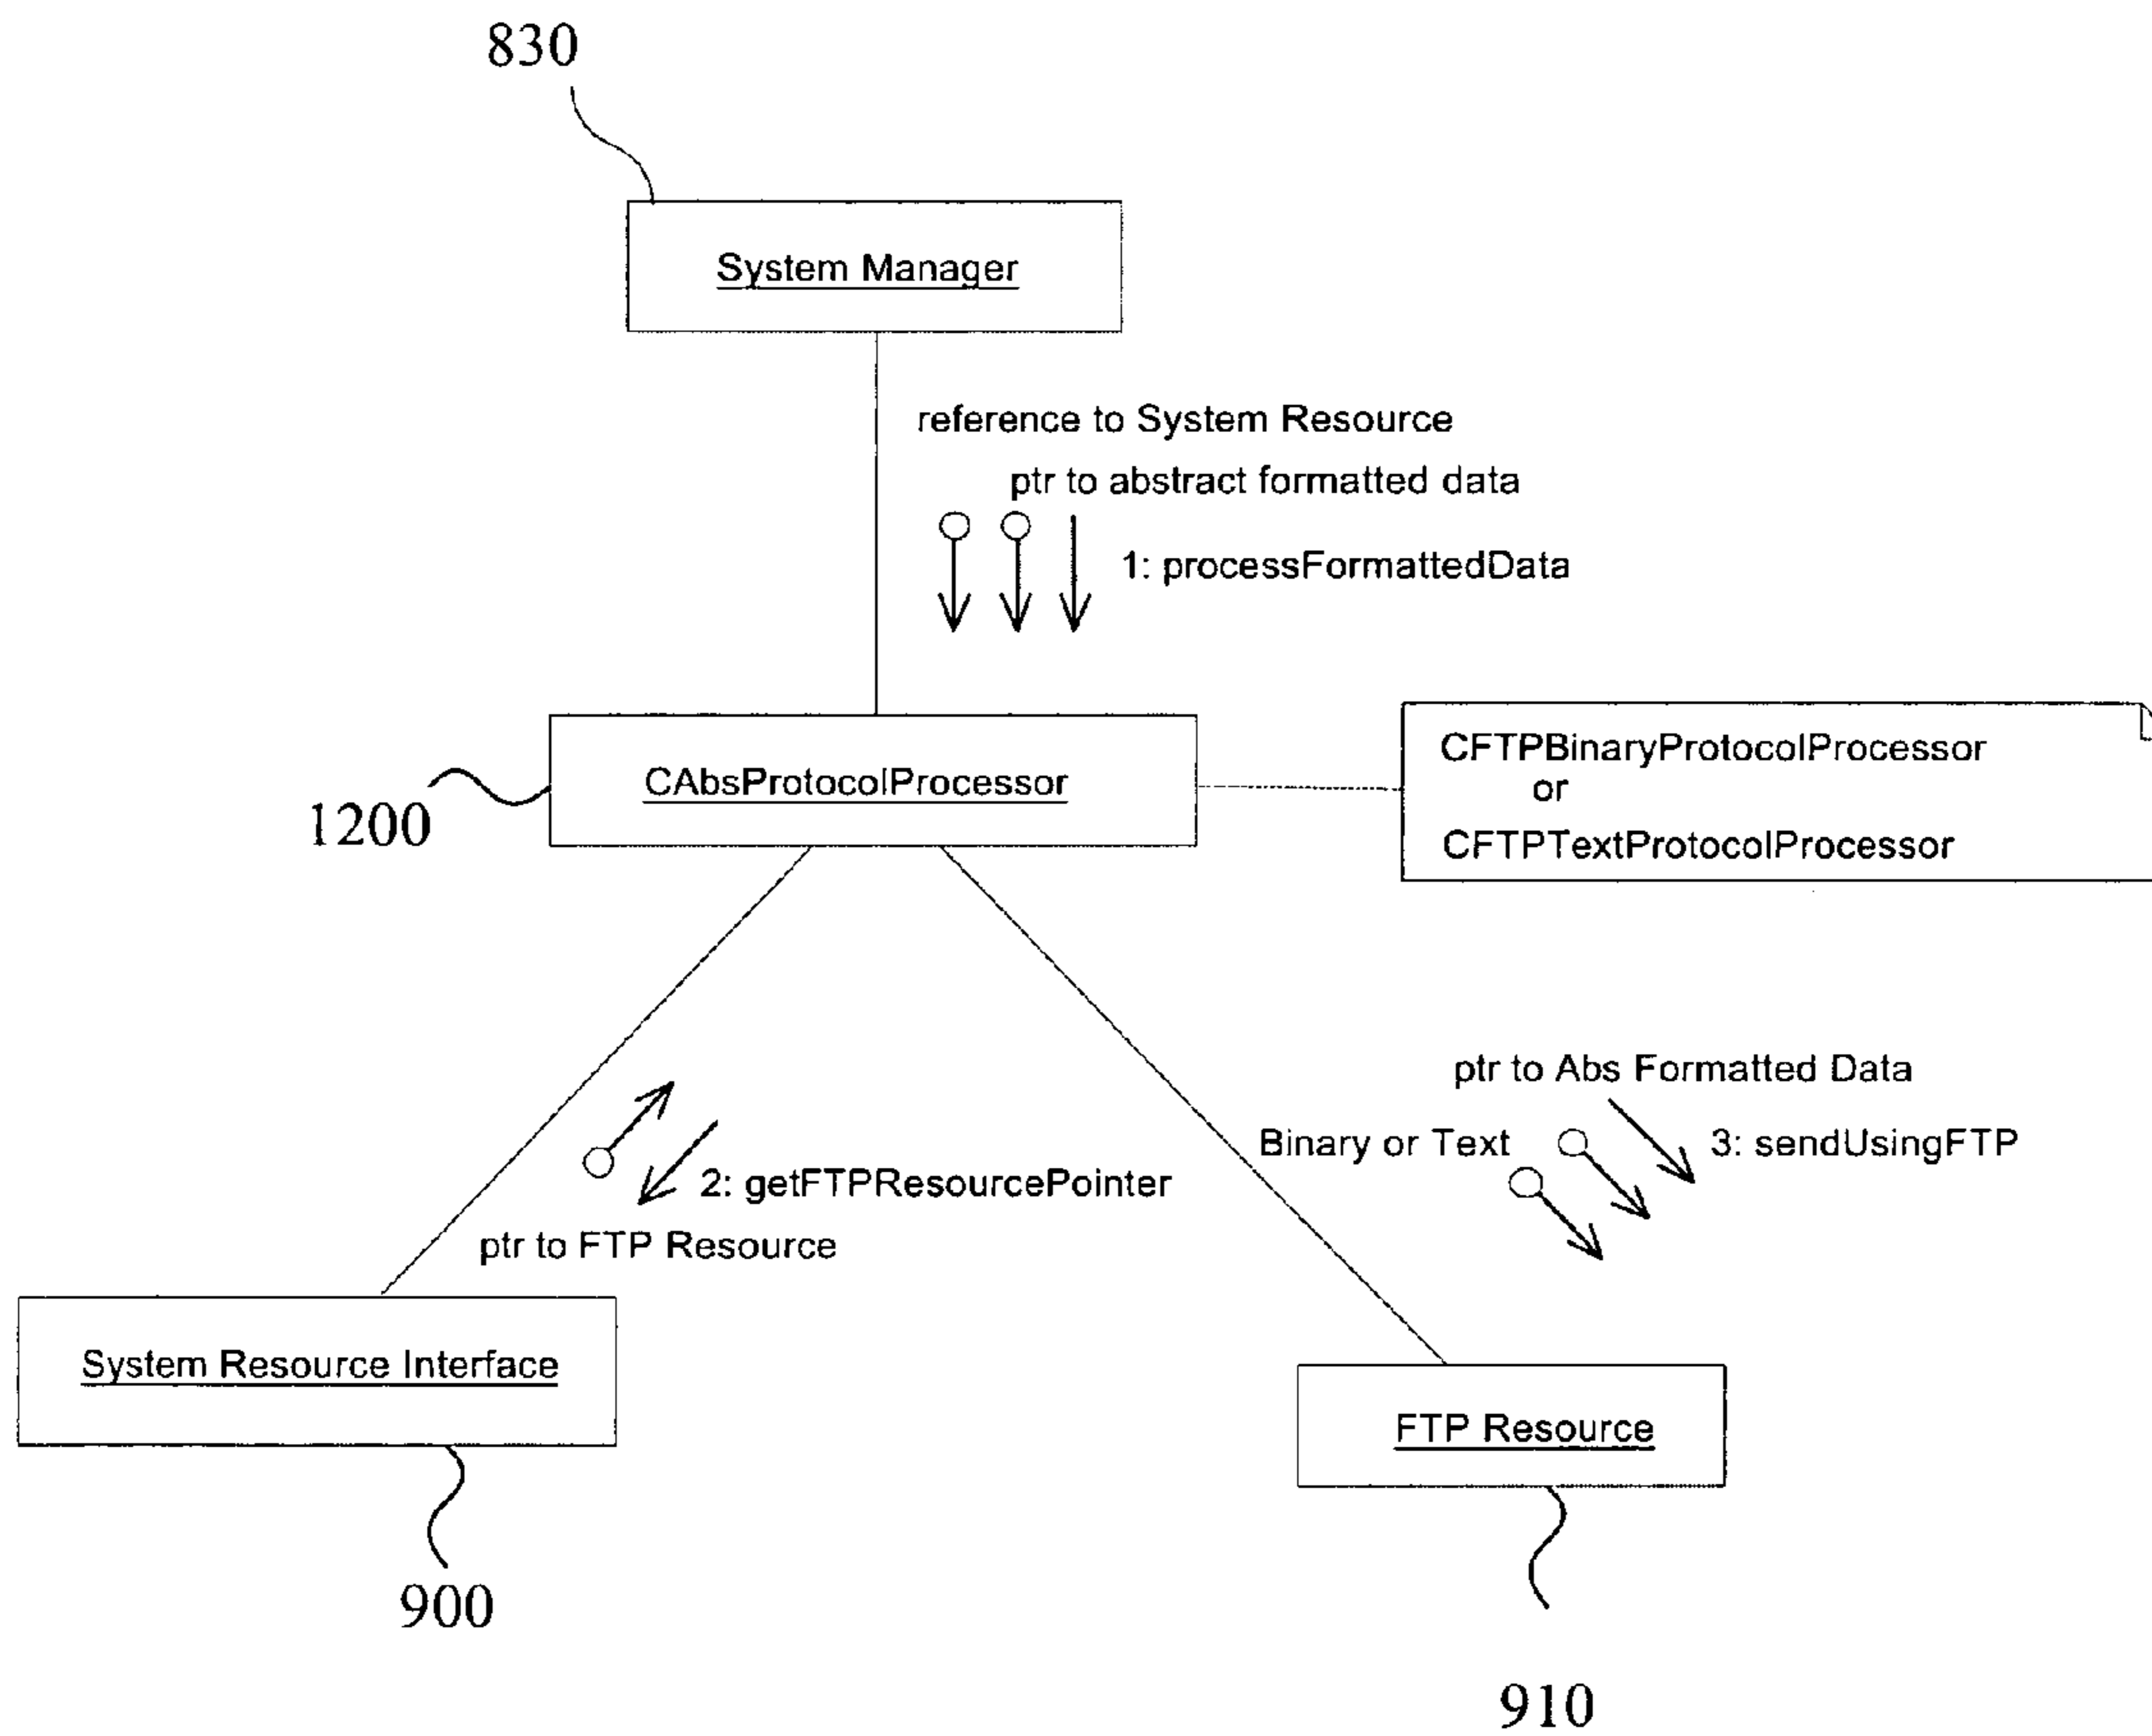 830
System Manager
reference to System Resource
ptr to abstract formatted data
1: processFormattedData
CAbsProtocolProcessor
1200
CFTPBinaryProtocolProcessor
or
CFTPTextProtocolProcessor
ptr to Abs Formatted Data
Binary or Text
3: sendUsingFTP
2: getFTPResourcePointer
ptr to FTP Resource
System Resource Interface
FTP Resource
900
910